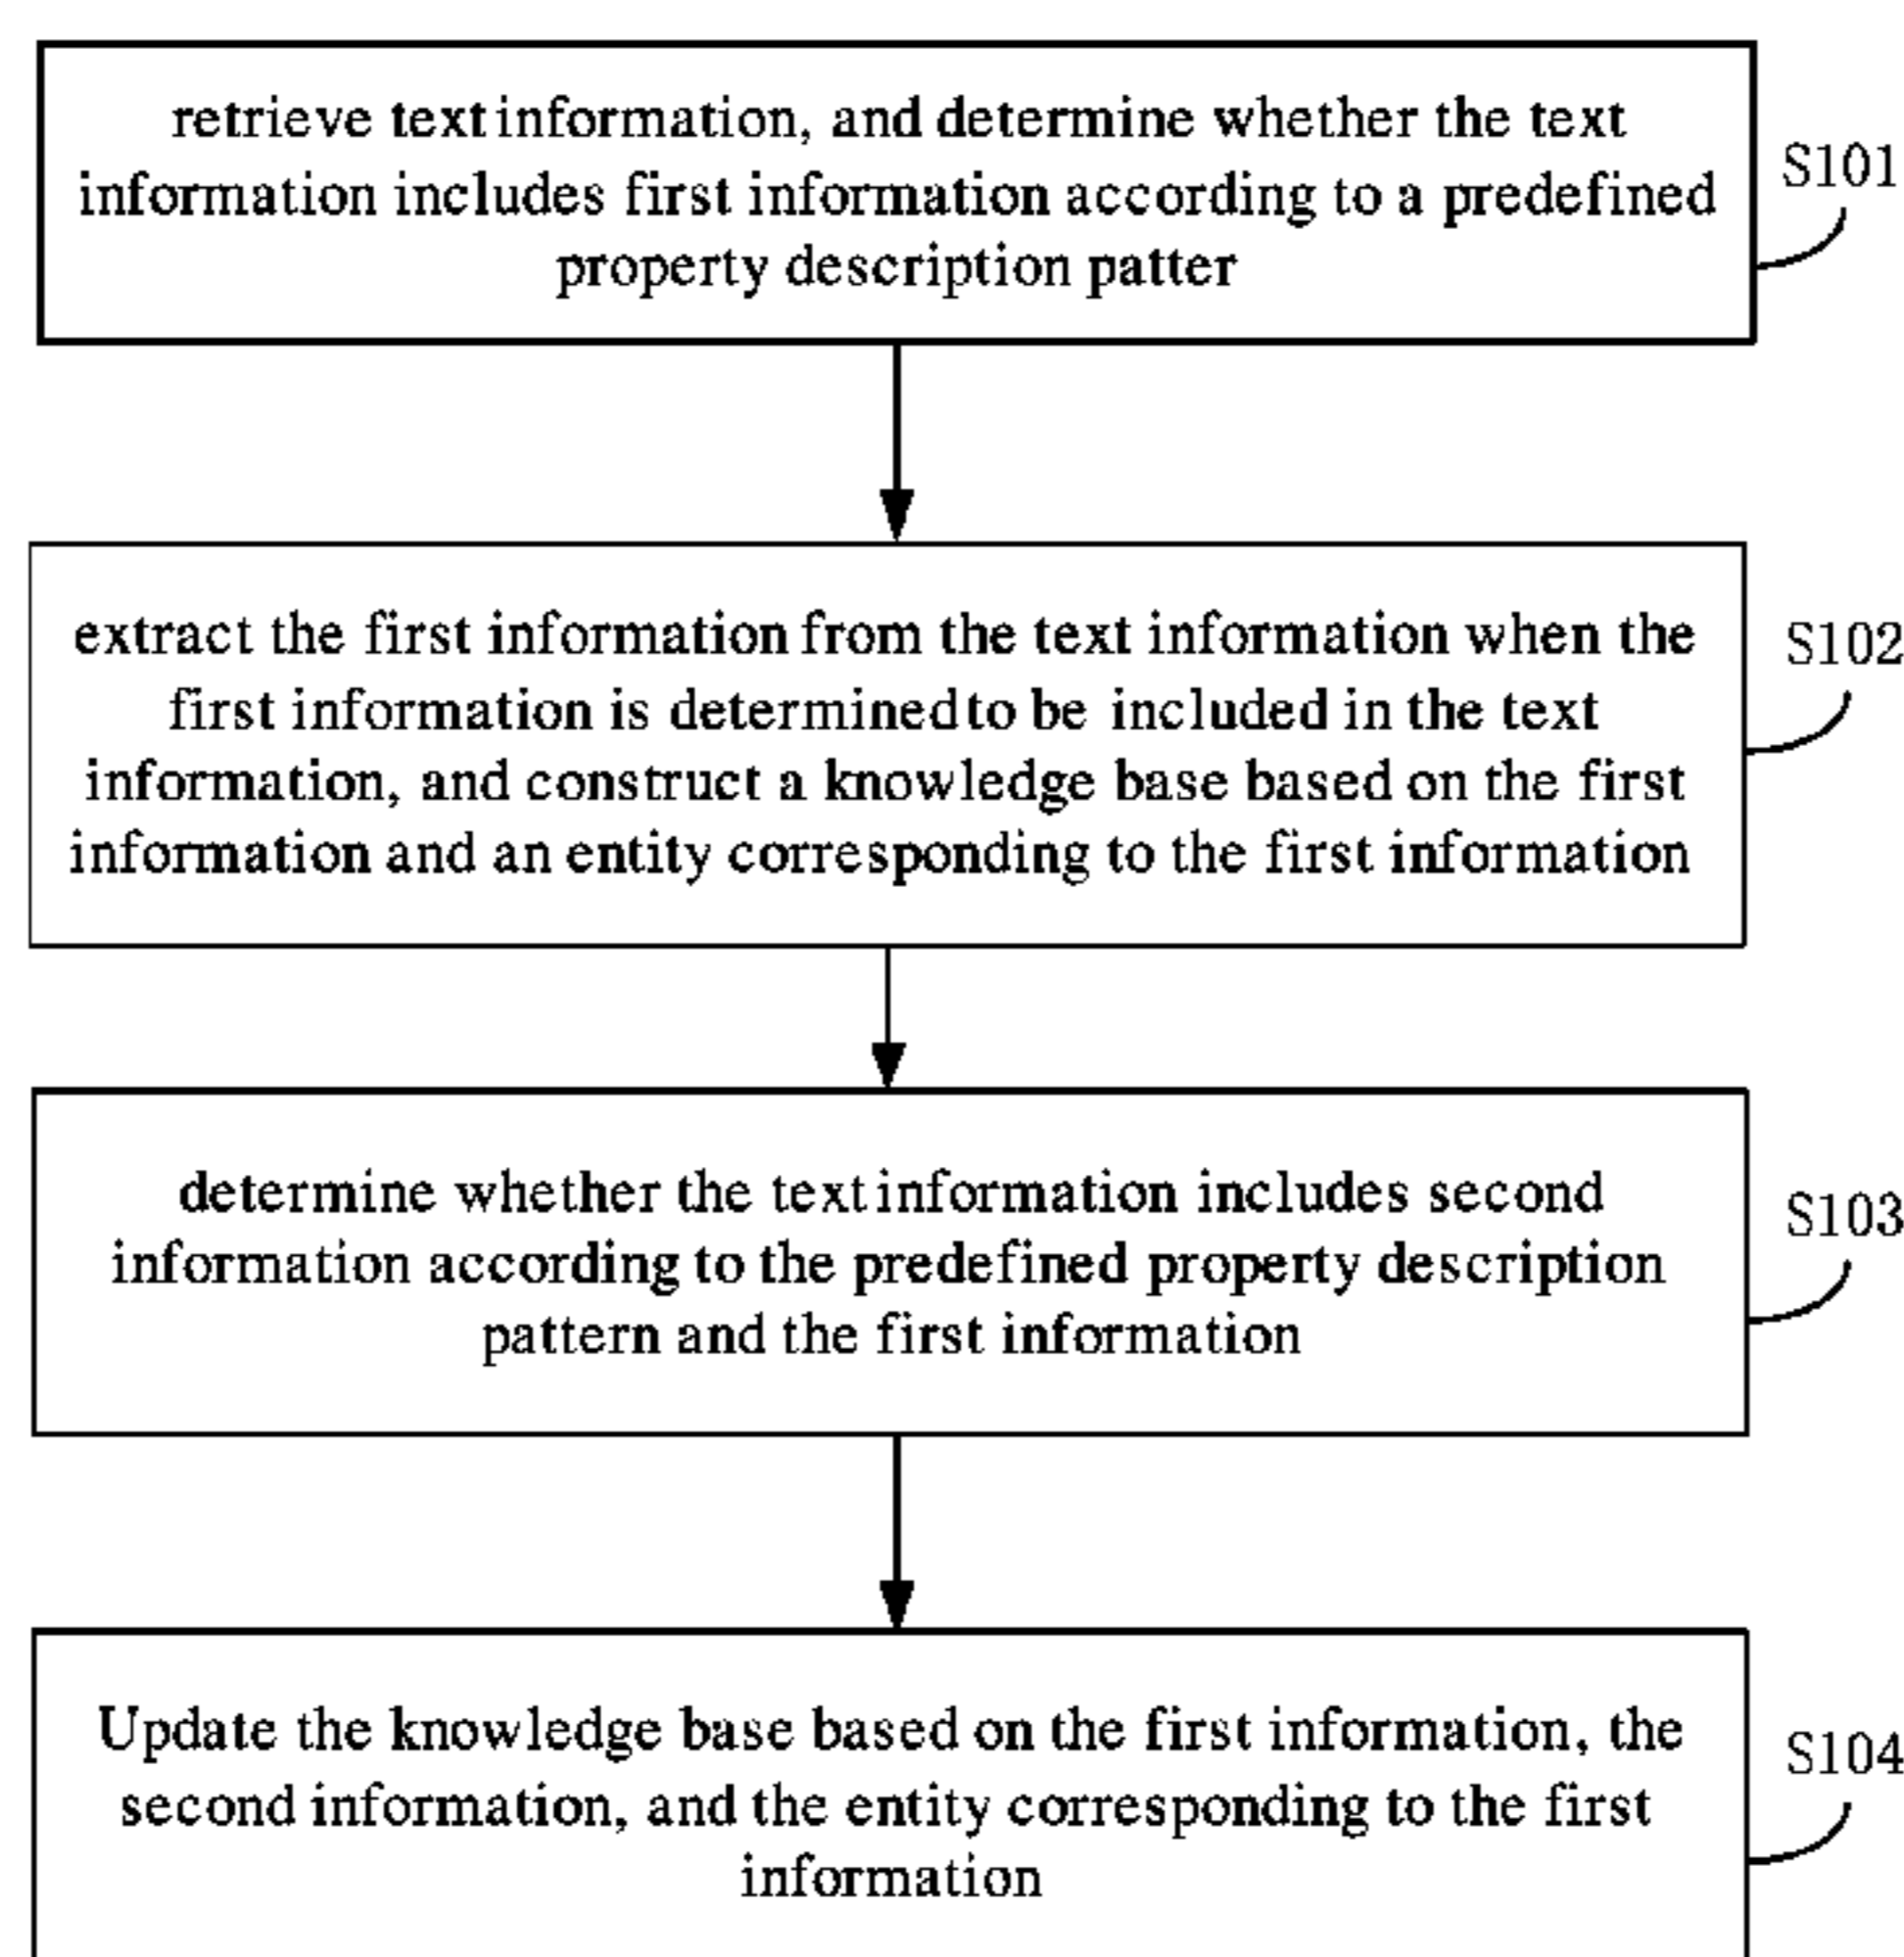 retrieve text information, and determine whether the text
information includes first information according to a predefined
property description patter
S101
extract the first information from the text information when the
first information is determined to be included in the text
information, and construct a knowledge base based on the first
information and an entity corresponding to the first information
S102
determine whether the text information includes second
information according to the predefined property description
pattern and the first information
S103
Update the knowledge base based on the first information, the
second information, and the entity corresponding to the first
information
S104